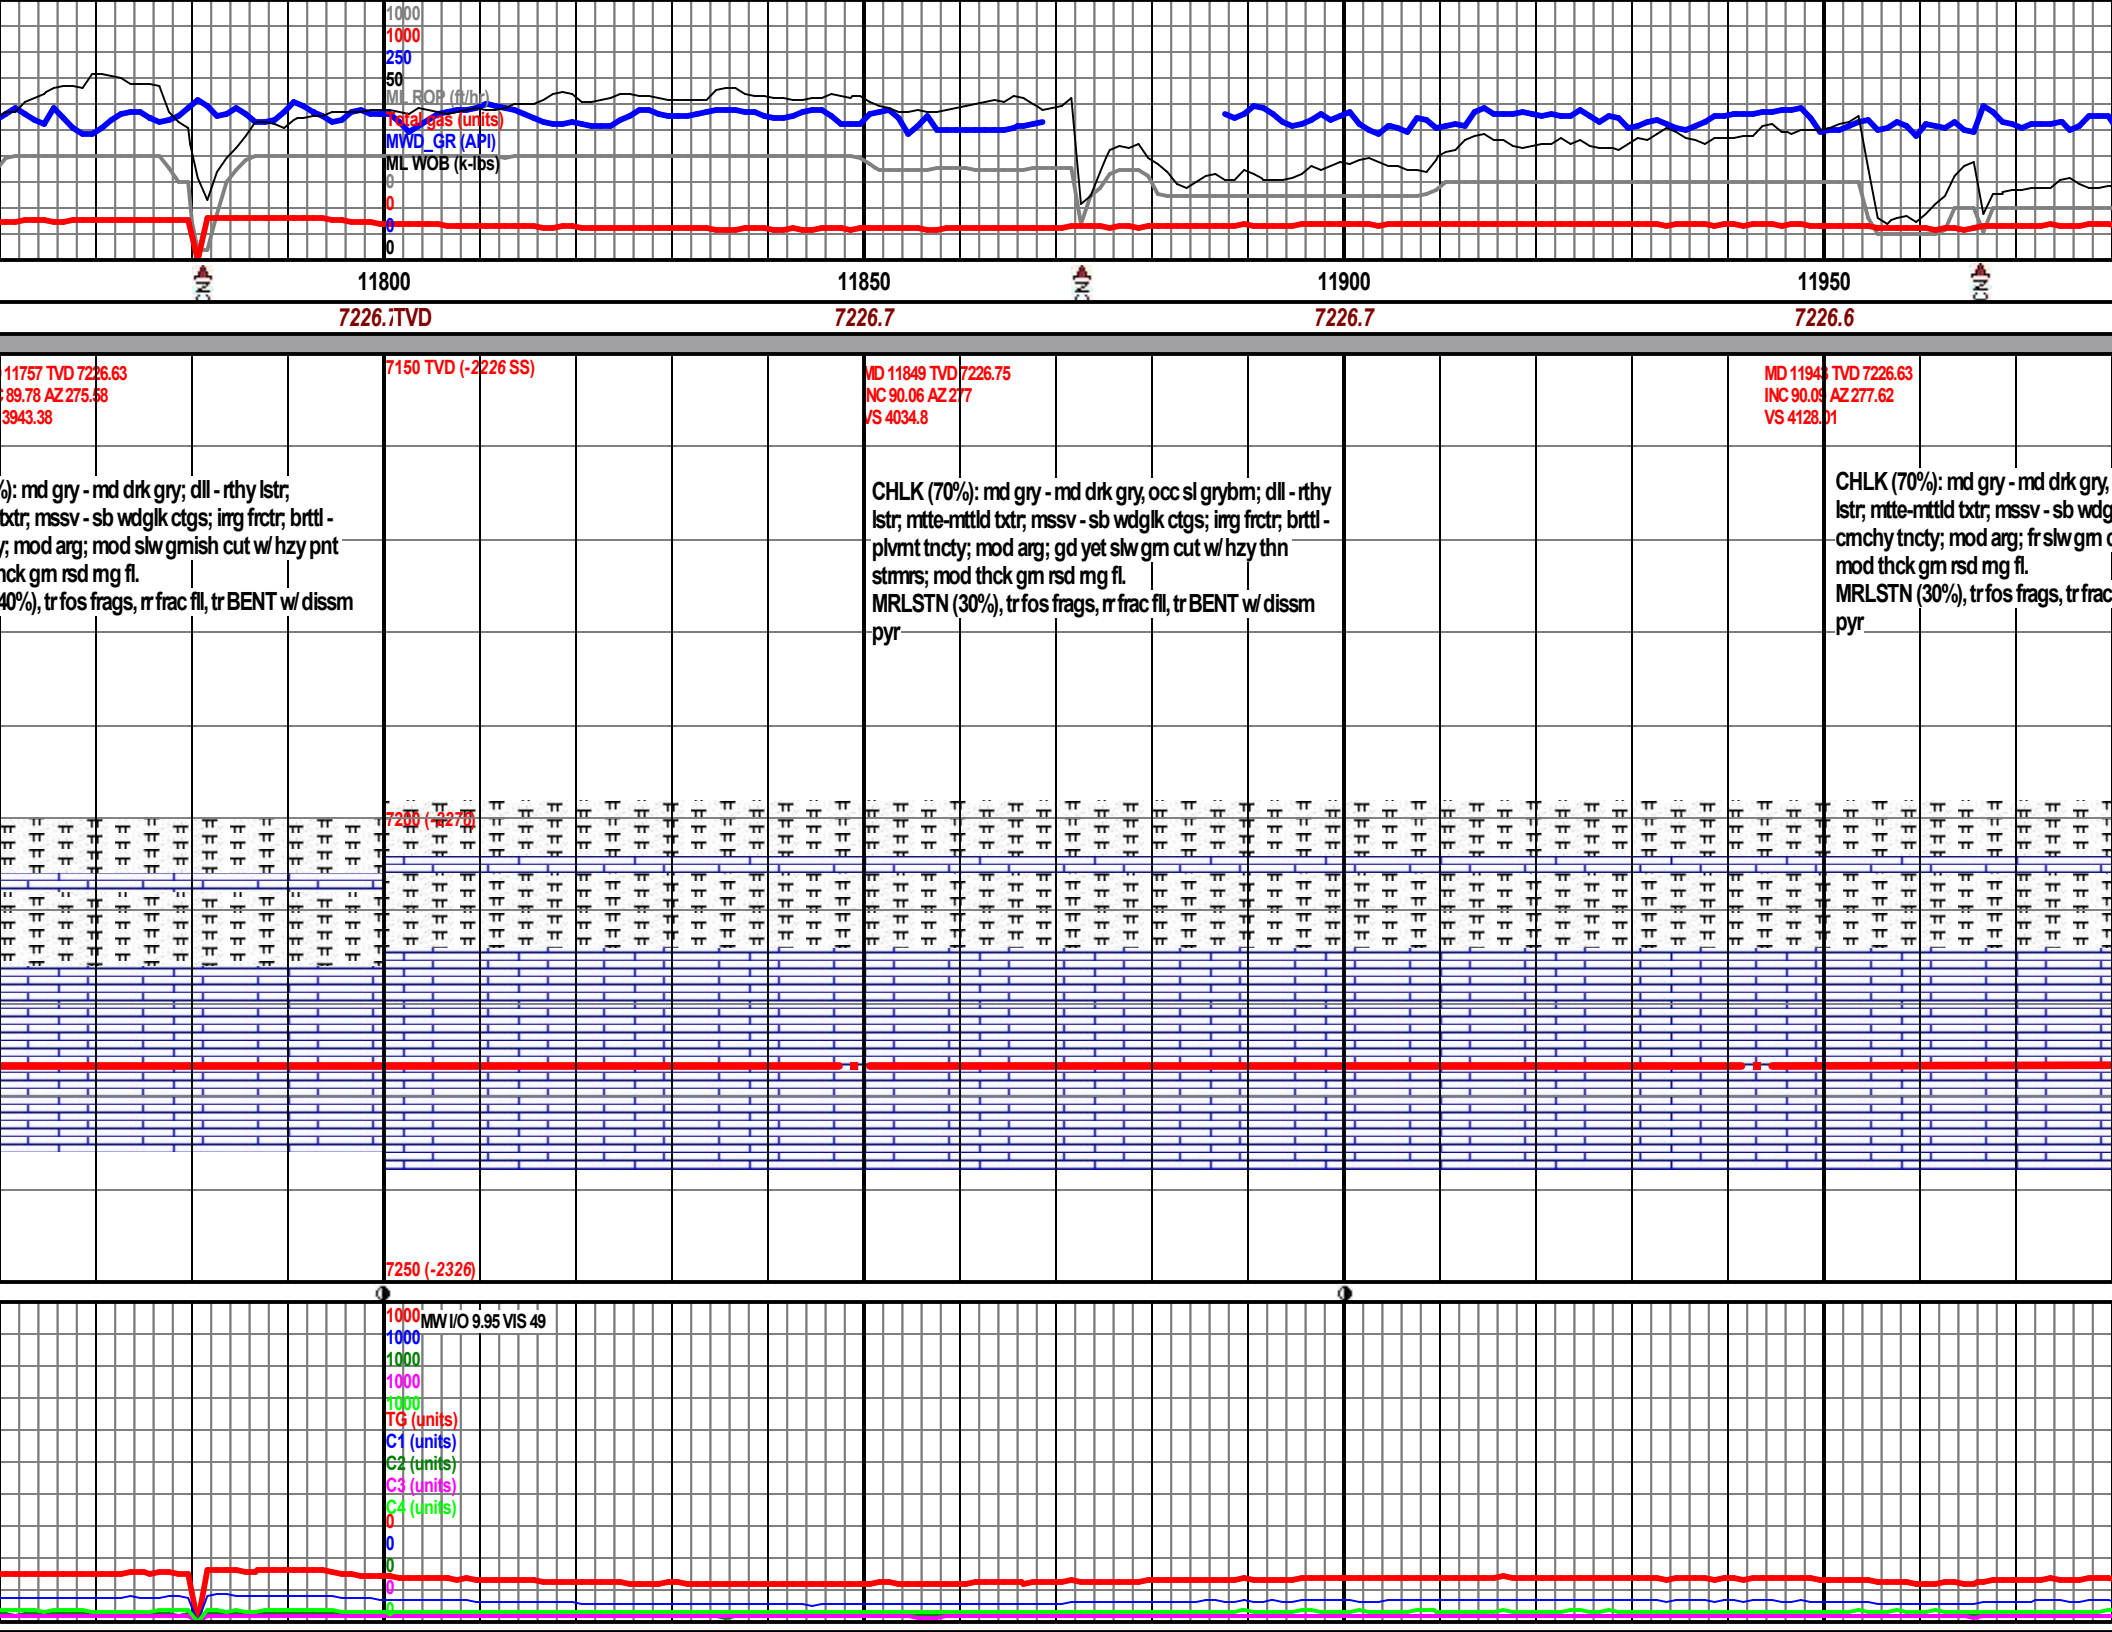 1000
1000
250
50
ML ROP (ft/hr)
Total gas (units)
MWD_GR (API)
ML WOB (k-lbs)
0
0
0
0
CN
11800
11850
CN
11900
11950
CN
7226.7
TVD
7226.7
7226.7
7226.6
11757 TVD 7226.63
89.78 AZ 275.58
3943.38
7150 TVD (-2226 SS)
MD 11849 TVD 7226.75
INC 90.06 AZ 277
VS 4034.8
MD 11943 TVD 7226.63
INC 90.09 AZ 277.62
VS 4128.01
%): md gry - md drk gry; dll - rthy lstr;
txtr; mssv - sb wdglk ctgs; irrg frctr; brttl -
y; mod arg; mod slw grnish cut w/ hzy pnt
hck grn rsd rng fl.
40%), tr fos frags, rr frac fll, tr BENT w/ dissm
CHLK (70%): md gry - md drk gry, occ sl grybrn; dll - rthy
lstr; mtte-mttld txtr; mssv - sb wdglk ctgs; irrg frctr; brttl -
plvrnt tncty; mod arg; gd yet slw grn cut w/ hzy thn
strmrs; mod thck grn rsd rng fl.
MRLSTN (30%), tr fos frags, rr frac fll, tr BENT w/ dissm
pyr
CHLK (70%): md gry - md drk gry,
lstr; mtte-mttld txtr; mssv - sb wdg
crnchy tncty; mod arg; fr slw grn c
mod thck grn rsd rng fl.
MRLSTN (30%), tr fos frags, tr frac
pyr
7200 (-2276)
7250 (-2326)
1000
MW I/O 9.95 VIS 49
1000
1000
1000
1000
TG (units)
C1 (units)
C2 (units)
C3 (units)
C4 (units)
0
0
0
0
0